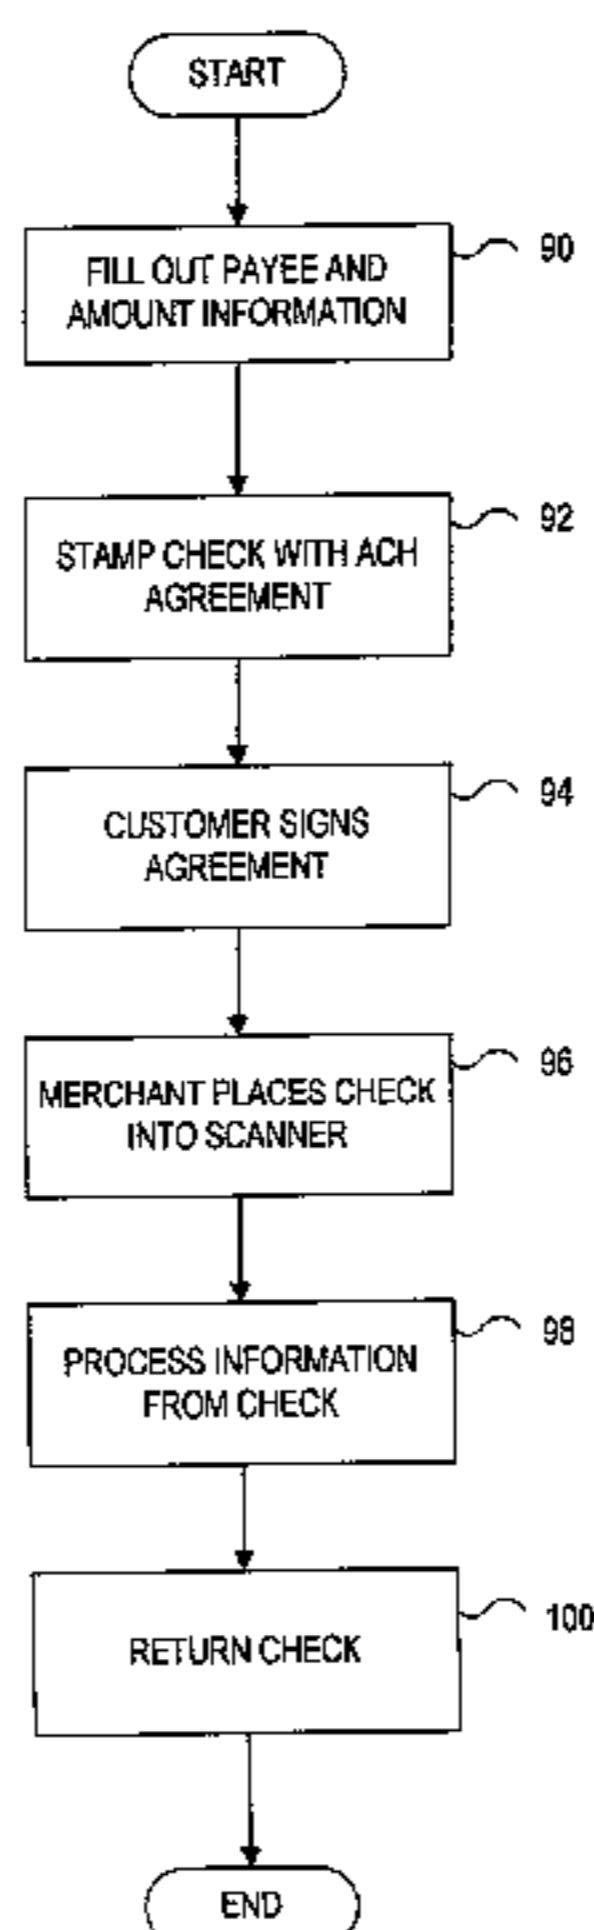 START
FILL OUT PAYEE AND
AMOUNT INFORMATION
90
STAMP CHECK WITH ACH
AGREEMENT
92
CUSTOMER SIGNS
AGREEMENT
94
MERCHANT PLACES CHECK
INTO SCANNER
96
PROCESS INFORMATION
FROM CHECK
98
RETURN CHECK
100
END